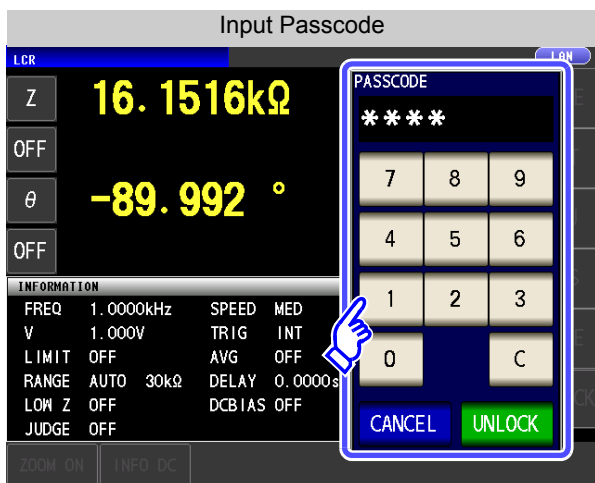 Input Passcode
LCR
LAN
Z 16.1516kΩ
OFF
θ -89.992 °
OFF
PASSCODE
****
7 8 9
4 5 6
1 2 3
0 C
CANCEL UNLOCK
INFORMATION
FREQ 1.0000kHz SPEED MED
V 1.000V TRIG INT
LIMIT OFF AVG OFF
RANGE AUTO 30kΩ DELAY 0.0000s
LOW Z OFF DCBIAS OFF
JUDGE OFF
ZOOM ON INFO DC